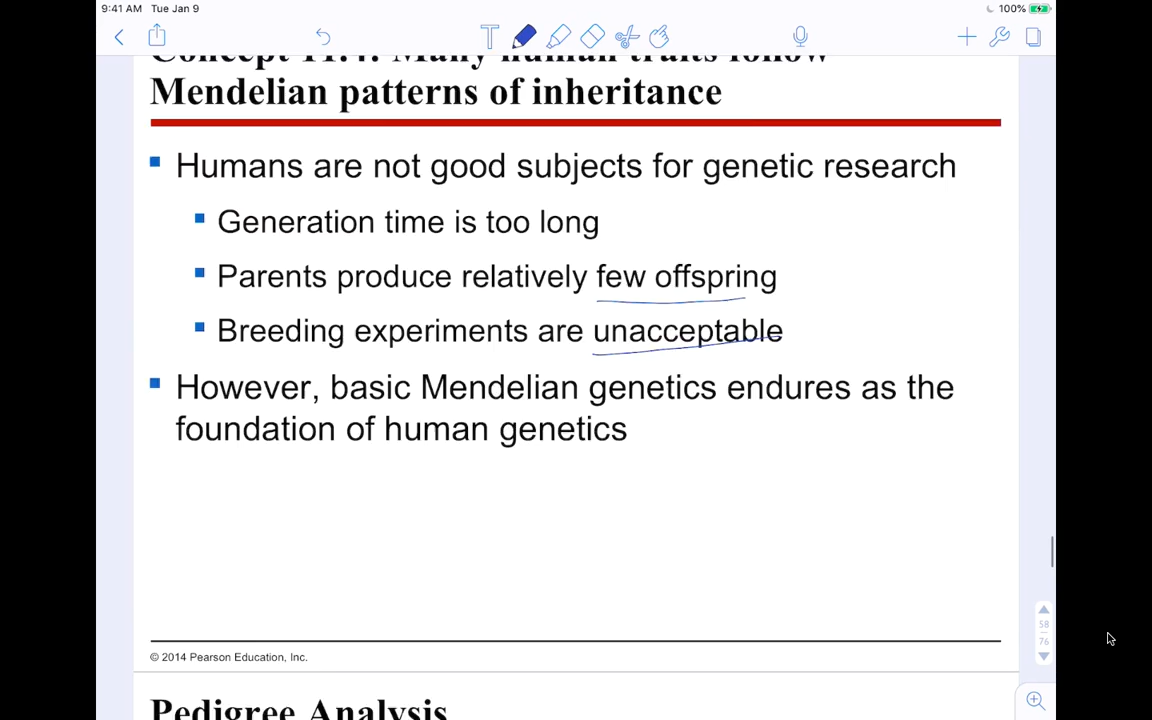 9:41 AM Tue Jan 9
100%
Concept 11.4: Many human traits follow
Mendelian patterns of inheritance
Humans are not good subjects for genetic research
Generation time is too long
Parents produce relatively few offspring
Breeding experiments are unacceptable
However, basic Mendelian genetics endures as the
foundation of human genetics
58
76
© 2014 Pearson Education, Inc.
Pedigree Analysis